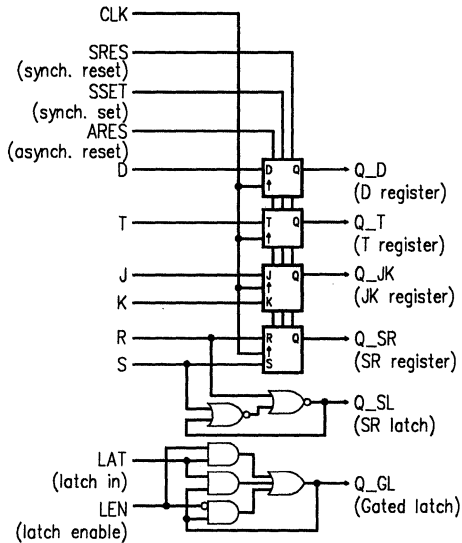 CLK
SRES
(synch. reset)
SSET
(synch. set)
ARES
(asynch. reset)
D
D Q
Q_D
(D register)
T
T Q
Q_T
(T register)
J
J Q
Q_JK
(JK register)
K
K
R
R Q
Q_SR
(SR register)
S
S
Q_SL
(SR latch)
LAT
(latch in)
Q_GL
(Gated latch)
LEN
(latch enable)